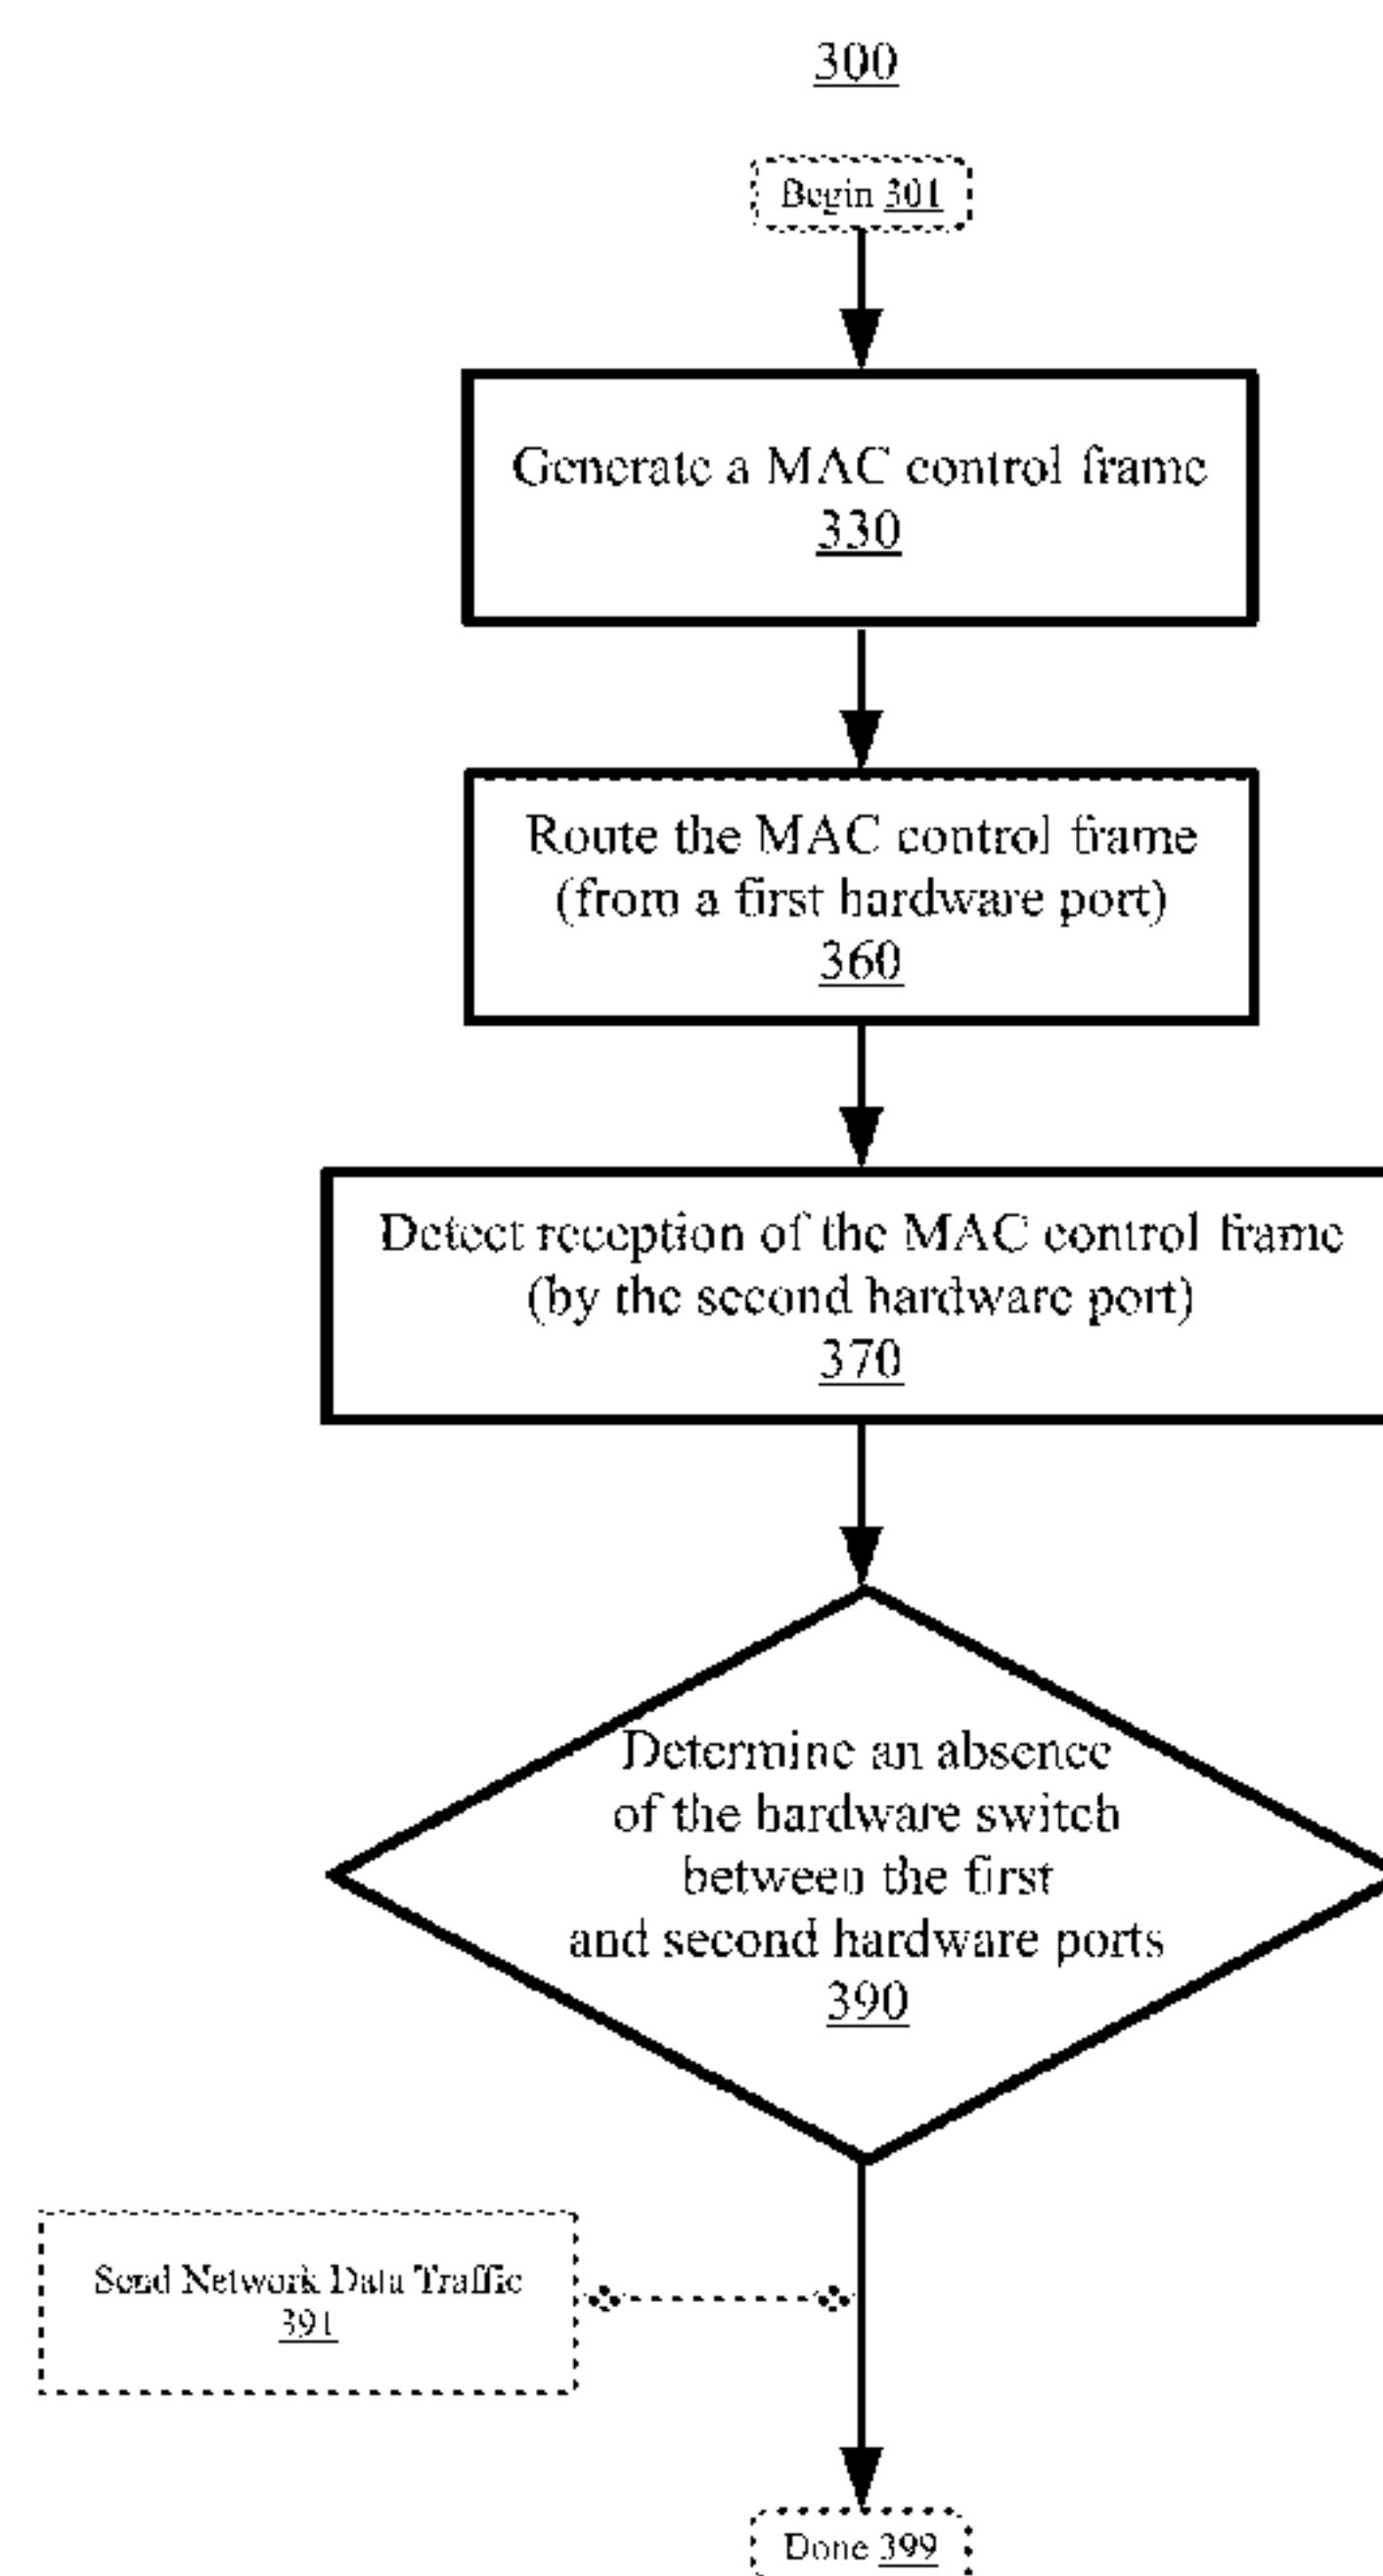 300
Begin 301
Generate a MAC control frame
330
Route the MAC control frame
(from a first hardware port)
360
Detect reception of the MAC control frame
(by the second hardware port)
370
Determine an absence
of the hardware switch
between the first
and second hardware ports
390
Send Network Data Traffic
391
Done 399